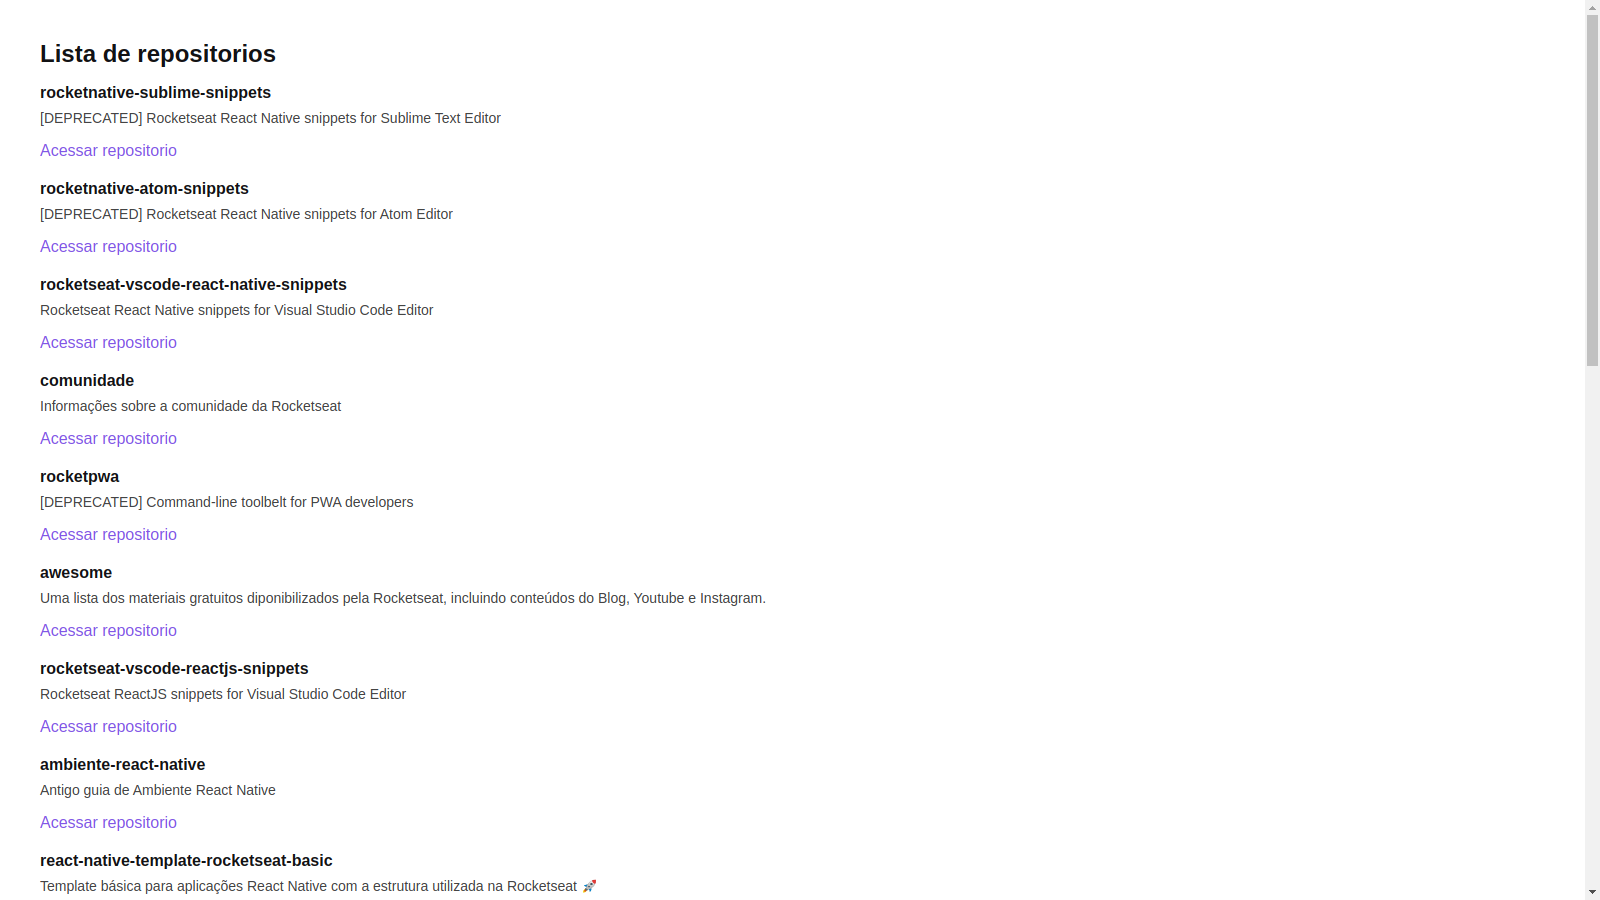 Lista de repositorios
rocketnative-sublime-snippets
[DEPRECATED] Rocketseat React Native snippets for Sublime Text Editor
Acessar repositorio
rocketnative-atom-snippets
[DEPRECATED] Rocketseat React Native snippets for Atom Editor
Acessar repositorio
rocketseat-vscode-react-native-snippets
Rocketseat React Native snippets for Visual Studio Code Editor
Acessar repositorio
comunidade
Informações sobre a comunidade da Rocketseat
Acessar repositorio
rocketpwa
[DEPRECATED] Command-line toolbelt for PWA developers
Acessar repositorio
awesome
Uma lista dos materiais gratuitos diponibilizados pela Rocketseat, incluindo conteúdos do Blog, Youtube e Instagram.
Acessar repositorio
rocketseat-vscode-reactjs-snippets
Rocketseat ReactJS snippets for Visual Studio Code Editor
Acessar repositorio
ambiente-react-native
Antigo guia de Ambiente React Native
Acessar repositorio
react-native-template-rocketseat-basic
Template básica para aplicações React Native com a estrutura utilizada na Rocketseat 🚀